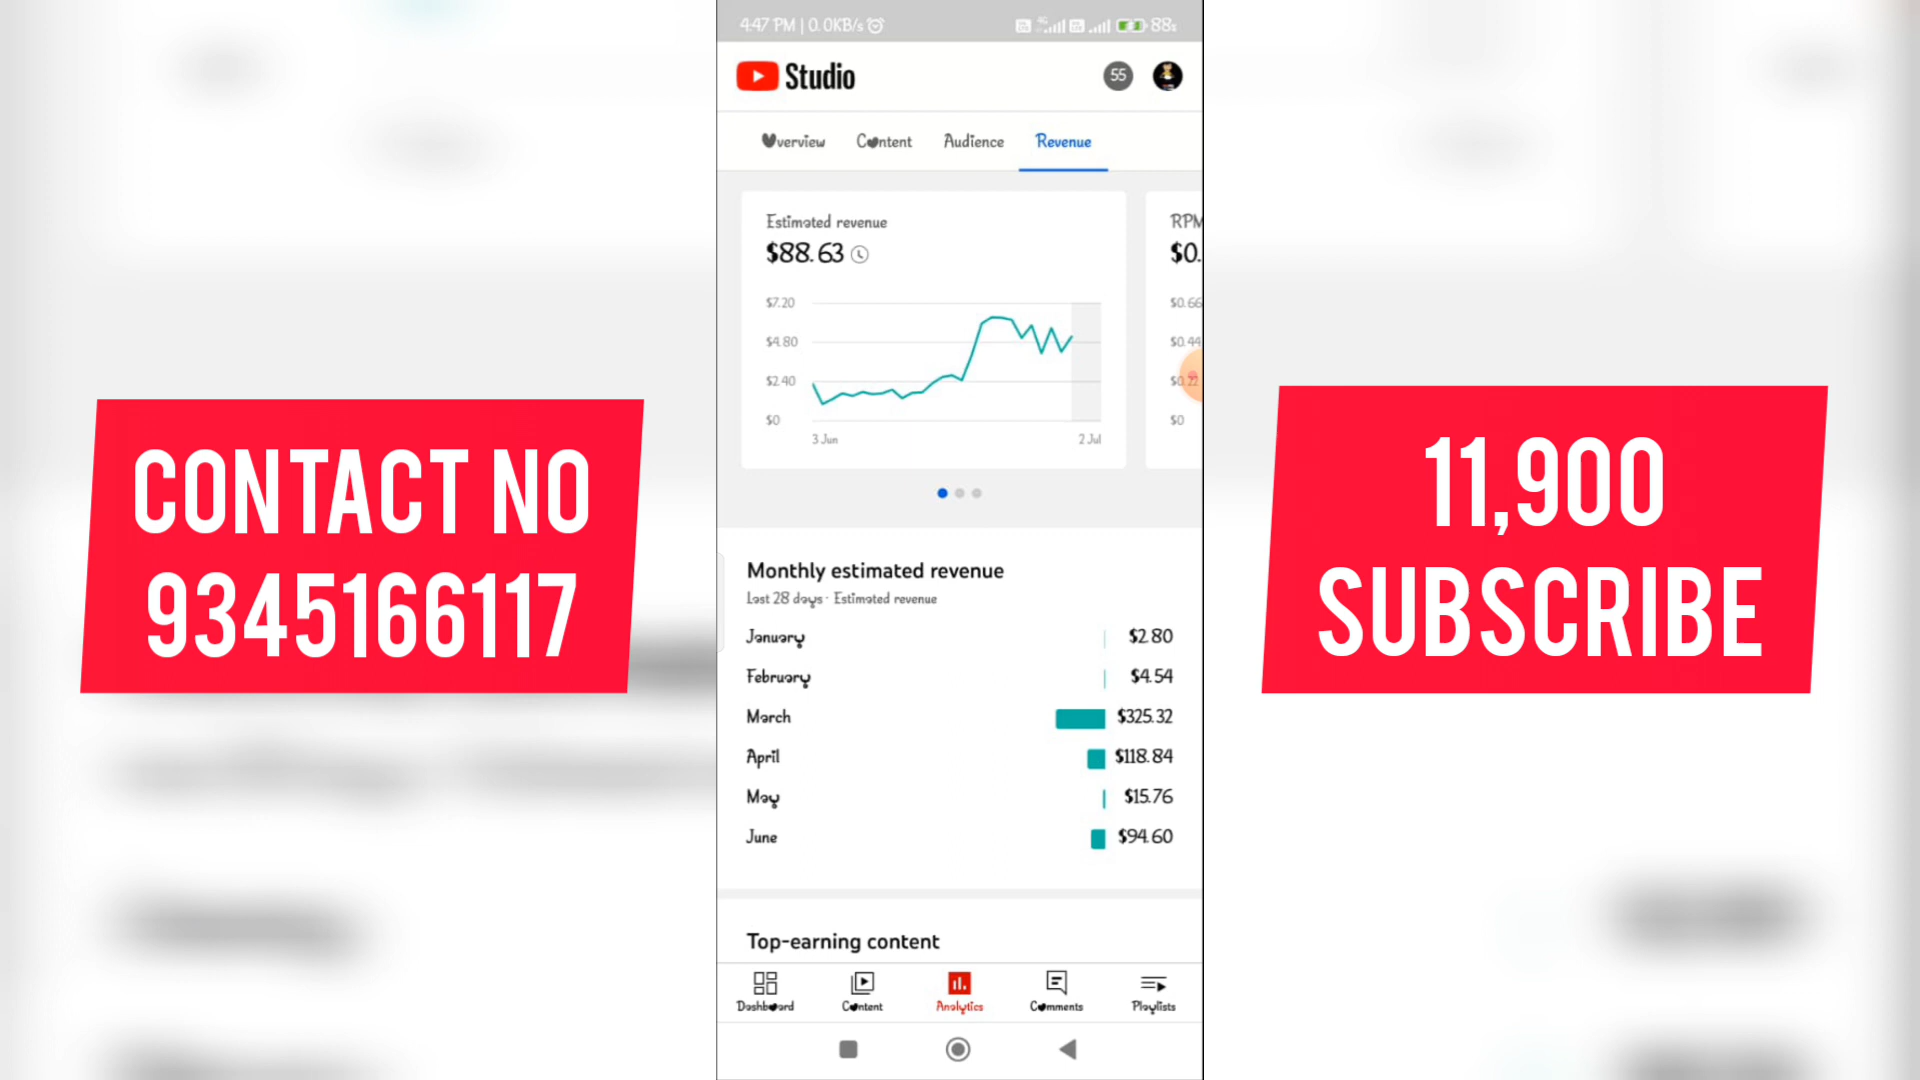 4:47 PM | 0.0KB/s
4G
88%
Studio
55
Overview Content Audience Revenue
Estimated revenue
$88.63
$7.20
$4.80
$2.40
$0
3 Jun
2 Jul
RPM
$0.
$0.66
$0.44
$0.22
$0
CONTACT NO
9345166117
11,900
SUBSCRIBE
Monthly estimated revenue
Last 28 days · Estimated revenue
January $2.80
February $4.54
March $325.32
April $118.84
May $15.76
June $94.60
Top-earning content
Dashboard Content Analytics Comments Playlists